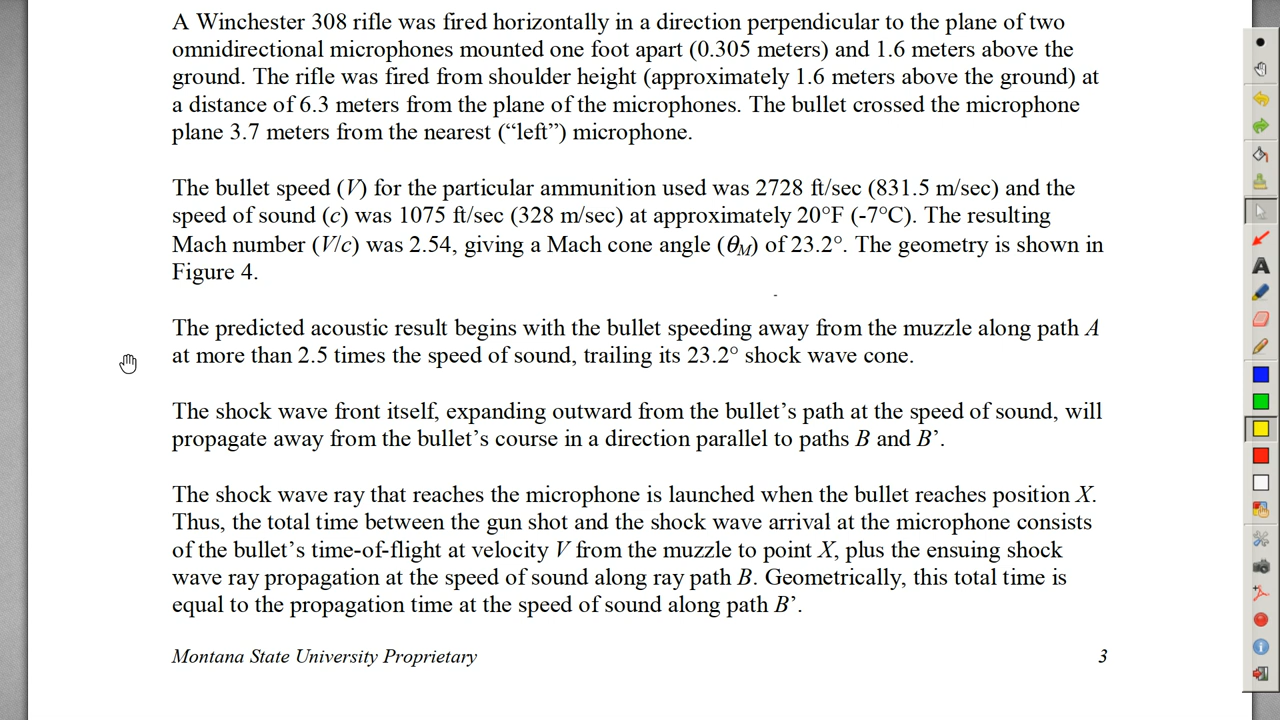 A Winchester 308 rifle was fired horizontally in a direction perpendicular to the plane of two
omnidirectional microphones mounted one foot apart (0.305 meters) and 1.6 meters above the
ground. The rifle was fired from shoulder height (approximately 1.6 meters above the ground) at
a distance of 6.3 meters from the plane of the microphones. The bullet crossed the microphone
plane 3.7 meters from the nearest (“left”) microphone.
The bullet speed (V) for the particular ammunition used was 2728 ft/sec (831.5 m/sec) and the
speed of sound (c) was 1075 ft/sec (328 m/sec) at approximately 20°F (-7°C). The resulting
Mach number (V/c) was 2.54, giving a Mach cone angle (θM) of 23.2°. The geometry is shown in
Figure 4.
The predicted acoustic result begins with the bullet speeding away from the muzzle along path A
at more than 2.5 times the speed of sound, trailing its 23.2° shock wave cone.
The shock wave front itself, expanding outward from the bullet’s path at the speed of sound, will
propagate away from the bullet’s course in a direction parallel to paths B and B’.
The shock wave ray that reaches the microphone is launched when the bullet reaches position X.
Thus, the total time between the gun shot and the shock wave arrival at the microphone consists
of the bullet’s time-of-flight at velocity V from the muzzle to point X, plus the ensuing shock
wave ray propagation at the speed of sound along ray path B. Geometrically, this total time is
equal to the propagation time at the speed of sound along path B’.
Montana State University Proprietary 3